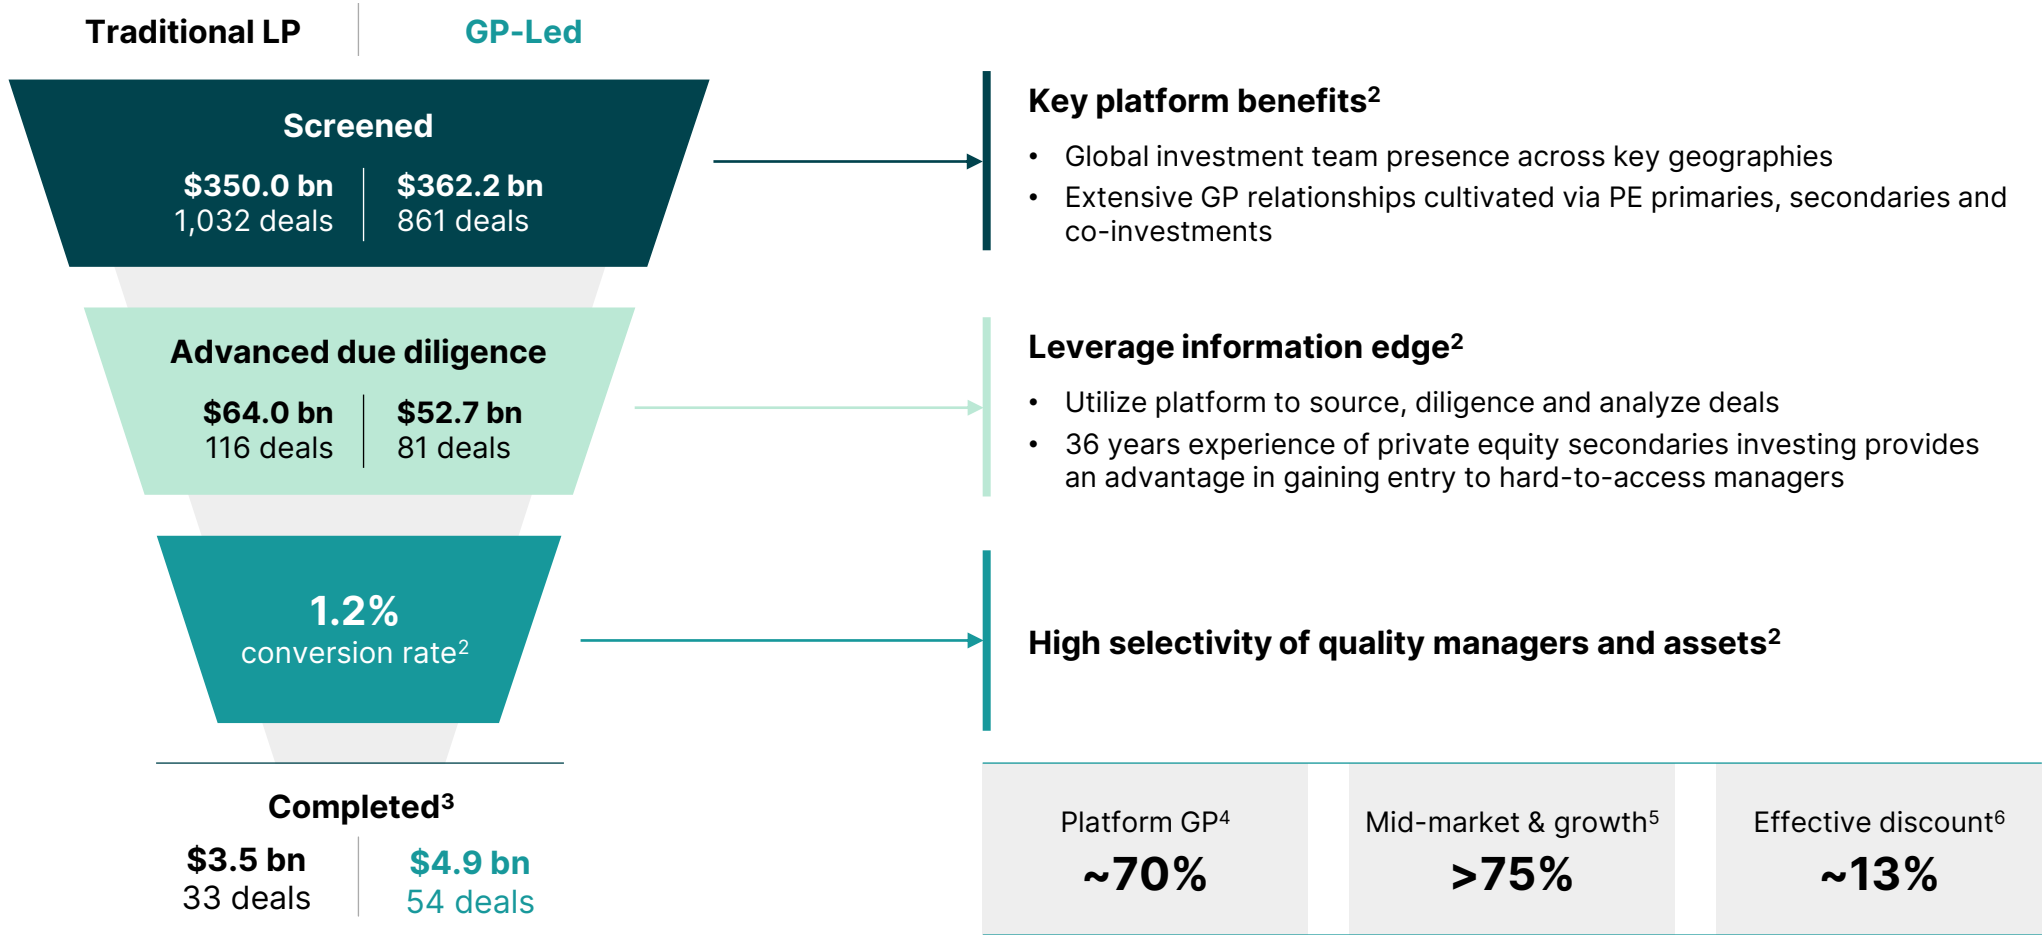 Traditional LP
GP-Led
Screened
$350.0 bn
1,032 deals
$362.2 bn
861 deals
Key platform benefits²
• Global investment team presence across key geographies
• Extensive GP relationships cultivated via PE primaries, secondaries and
co-investments
Advanced due diligence
$64.0 bn
116 deals
$52.7 bn
81 deals
Leverage information edge²
• Utilize platform to source, diligence and analyze deals
• 36 years experience of private equity secondaries investing provides
an advantage in gaining entry to hard-to-access managers
1.2%
conversion rate²
High selectivity of quality managers and assets²
Completed³
$3.5 bn
33 deals
$4.9 bn
54 deals
Platform GP⁴
~70%
Mid-market & growth⁵
>75%
Effective discount⁶
~13%